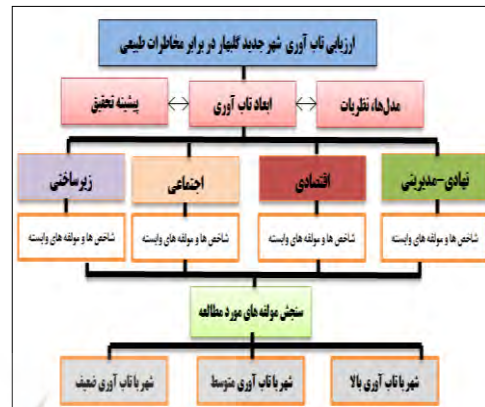 ارزیابی تاب آوری شهر جدید گلبهار در برابر مخاطرات طبیعی
مدل‌ها، نظریات
ابعاد تاب آوری
پیشینه تحقیق
نهادی-مدیریتی
اقتصادی
اجتماعی
زیرساختی
شاخص ها و مولفه های وابسته
شاخص ها و مولفه های وابسته
شاخص ها و مولفه های وابسته
شاخص ها و مولفه های وابسته
سنجش مولفه های مورد مطالعه
شهر با تاب آوری بالا
شهر با تاب آوری متوسط
شهر با تاب آوری ضعیف